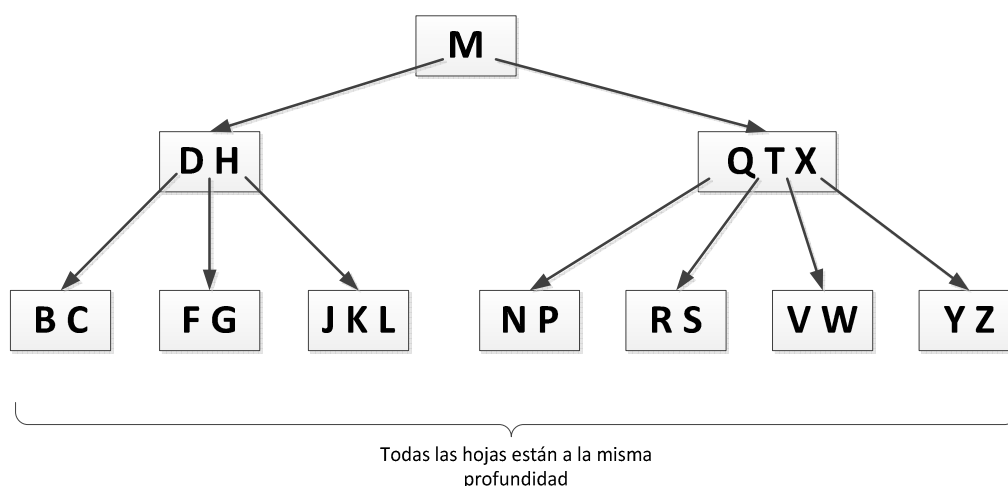 M
D H
Q T X
B C
F G
J K L
N P
R S
V W
Y Z
Todas las hojas están a la misma
profundidad